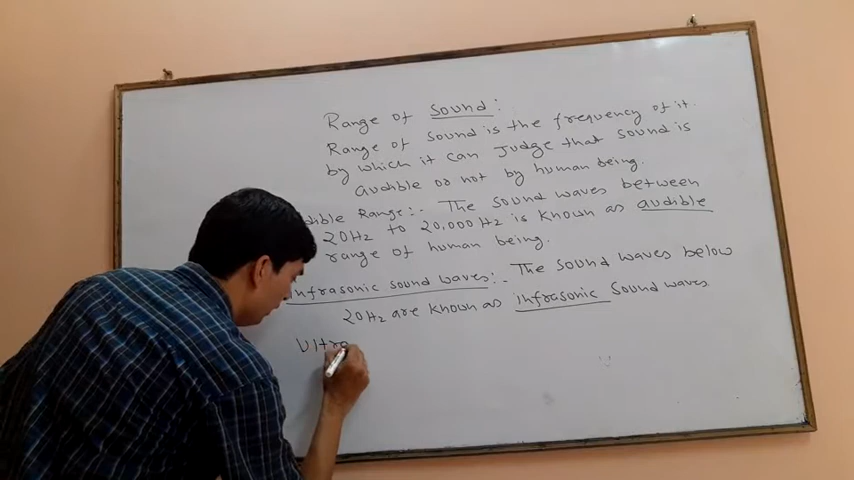 Range of Sound:
Range of sound is the frequency of it.
by which it can Judge that sound is
audible or not by human being.
dible Range:- The sound waves between
20Hz to 20,000Hz is known as audible
range of human being.
Infrasonic sound waves:- The sound waves below
20Hz are known as infrasonic sound waves
Ultra